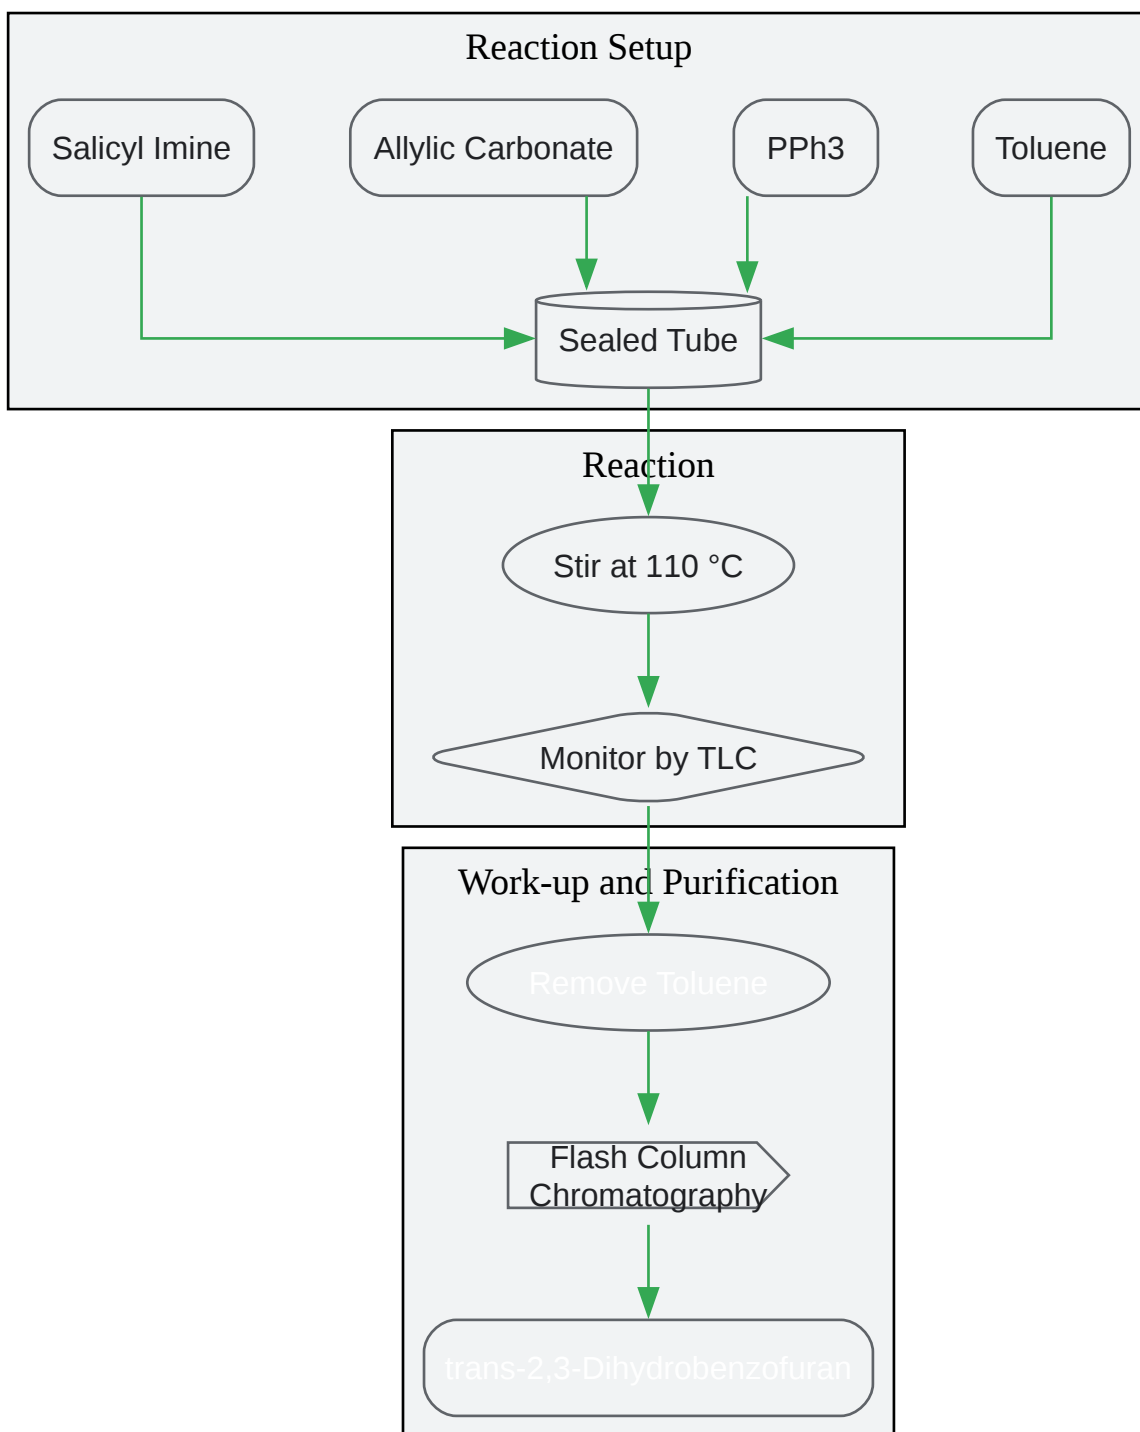 Reaction Setup
Salicyl Imine
Allylic Carbonate
PPh3
Toluene
Sealed Tube
Reaction
Stir at 110 °C
Monitor by TLC
Work-up and Purification
Remove Toluene
Flash Column
Chromatography
trans-2,3-Dihydrobenzofuran